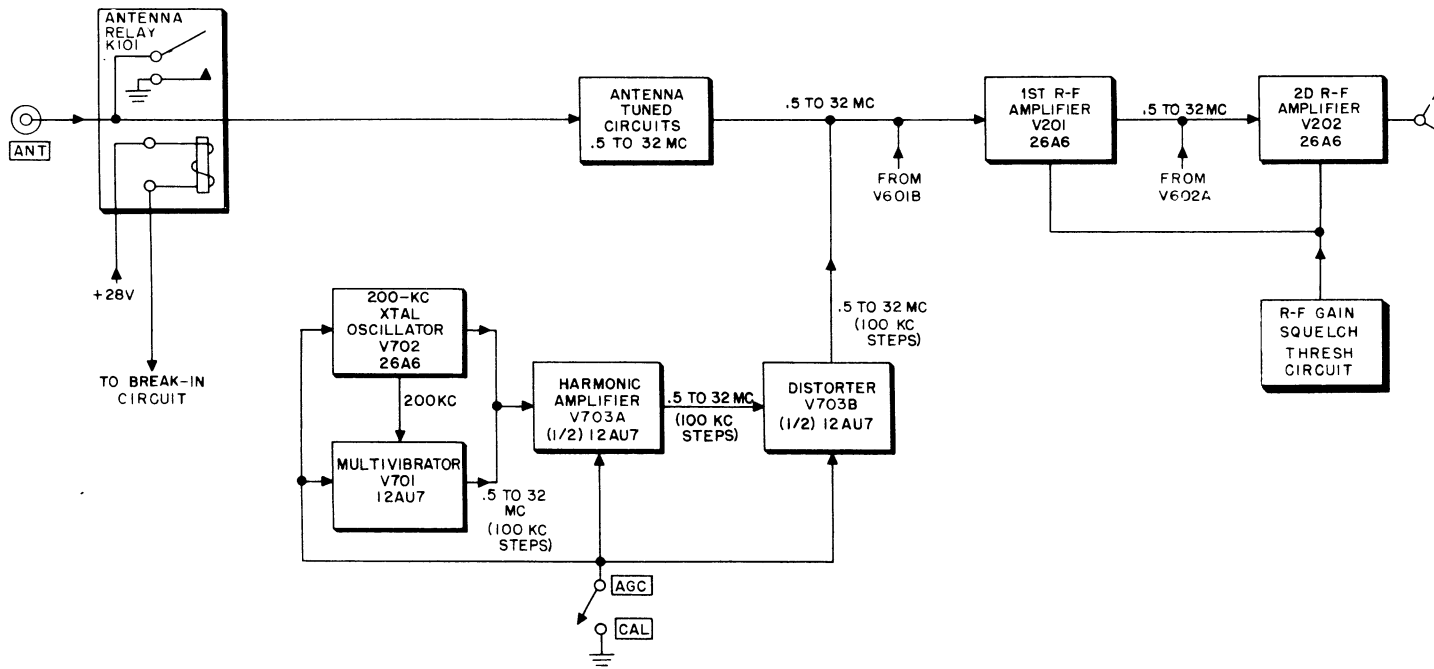 ANTENNA
RELAY
K101
ANT
+28V
TO BREAK-IN
CIRCUIT
ANTENNA
TUNED
CIRCUITS
.5 TO 32 MC
.5 TO 32 MC
FROM
V601B
1ST R-F
AMPLIFIER
V201
26A6
.5 TO 32 MC
FROM
V602A
2D R-F
AMPLIFIER
V202
26A6
R-F GAIN
SQUELCH
THRESH
CIRCUIT
200-KC
XTAL
OSCILLATOR
V702
26A6
200KC
MULTIVIBRATOR
V701
12AU7
.5 TO 32
MC
(100 KC
STEPS)
HARMONIC
AMPLIFIER
V703A
(1/2) 12AU7
.5 TO 32 MC
(100 KC
STEPS)
DISTORTER
V703B
(1/2) 12AU7
.5 TO 32 MC
(100 KC
STEPS)
AGC
CAL